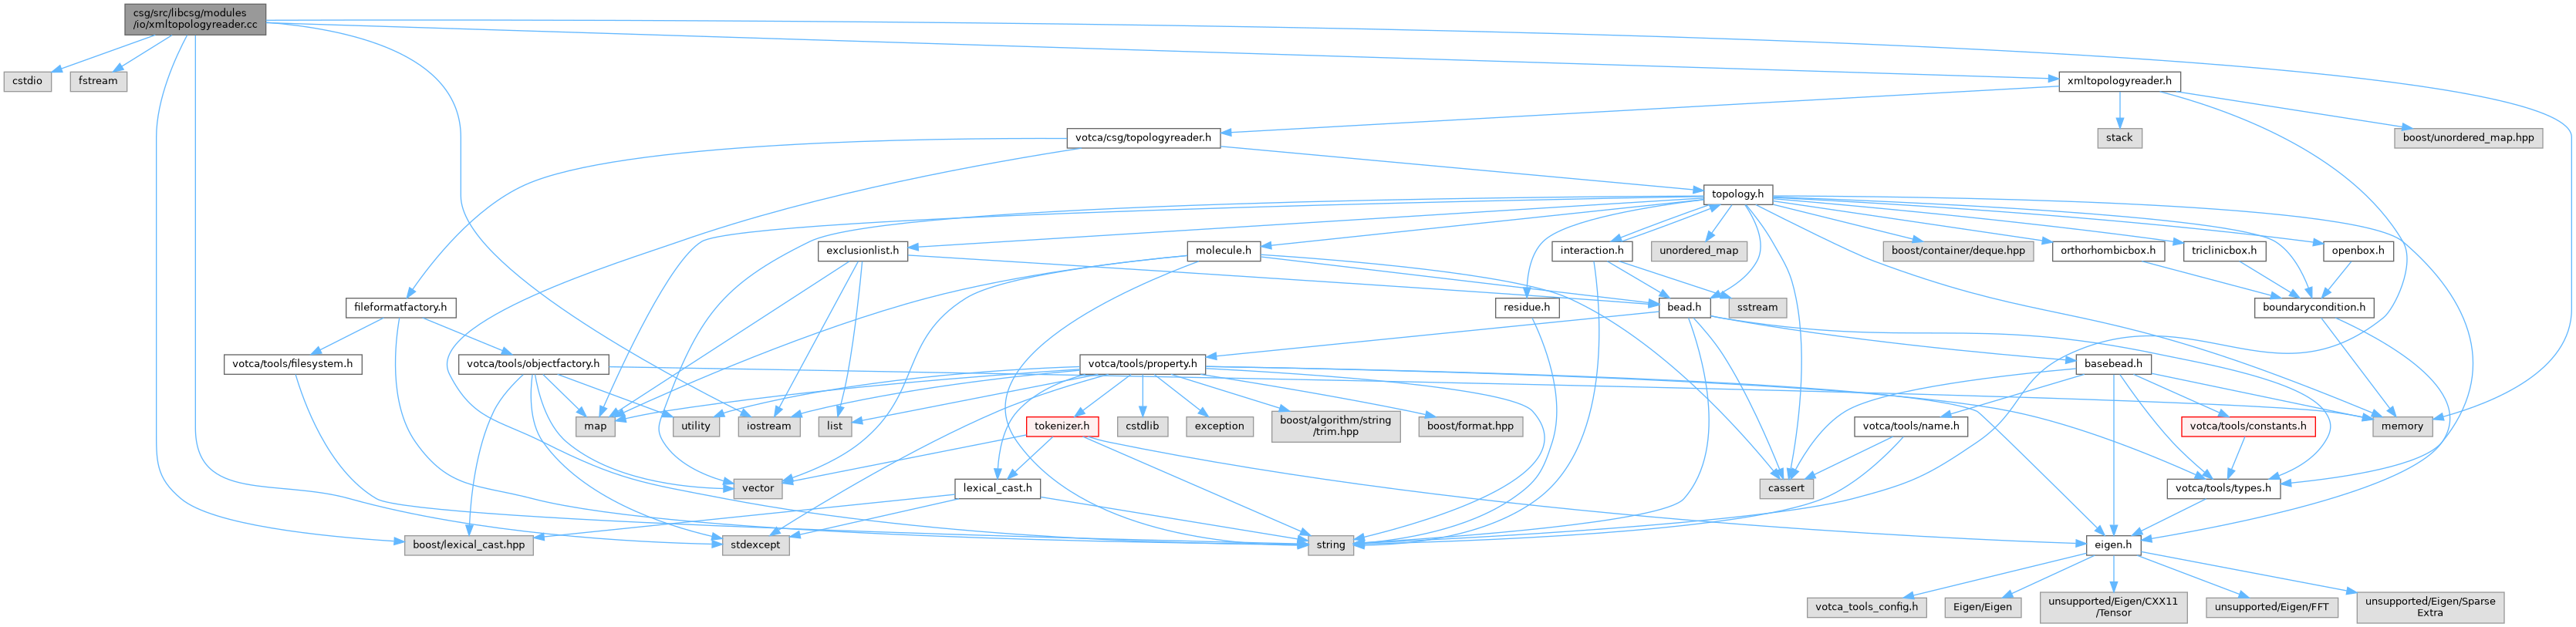 csg/src/libcsg/modules
/io/xmltopologyreader.cc
cstdio
fstream
xmltopologyreader.h
votca/csg/topologyreader.h
stack
boost/unordered_map.hpp
topology.h
exclusionlist.h
molecule.h
interaction.h
unordered_map
boost/container/deque.hpp
orthorhombicbox.h
triclinicbox.h
openbox.h
fileformatfactory.h
residue.h
bead.h
sstream
boundarycondition.h
votca/tools/filesystem.h
votca/tools/objectfactory.h
votca/tools/property.h
basebead.h
map
utility
iostream
list
tokenizer.h
cstdlib
exception
boost/algorithm/string
/trim.hpp
boost/format.hpp
votca/tools/name.h
votca/tools/constants.h
memory
vector
lexical_cast.h
cassert
votca/tools/types.h
boost/lexical_cast.hpp
stdexcept
string
eigen.h
votca_tools_config.h
Eigen/Eigen
unsupported/Eigen/CXX11
/Tensor
unsupported/Eigen/FFT
unsupported/Eigen/Sparse
Extra